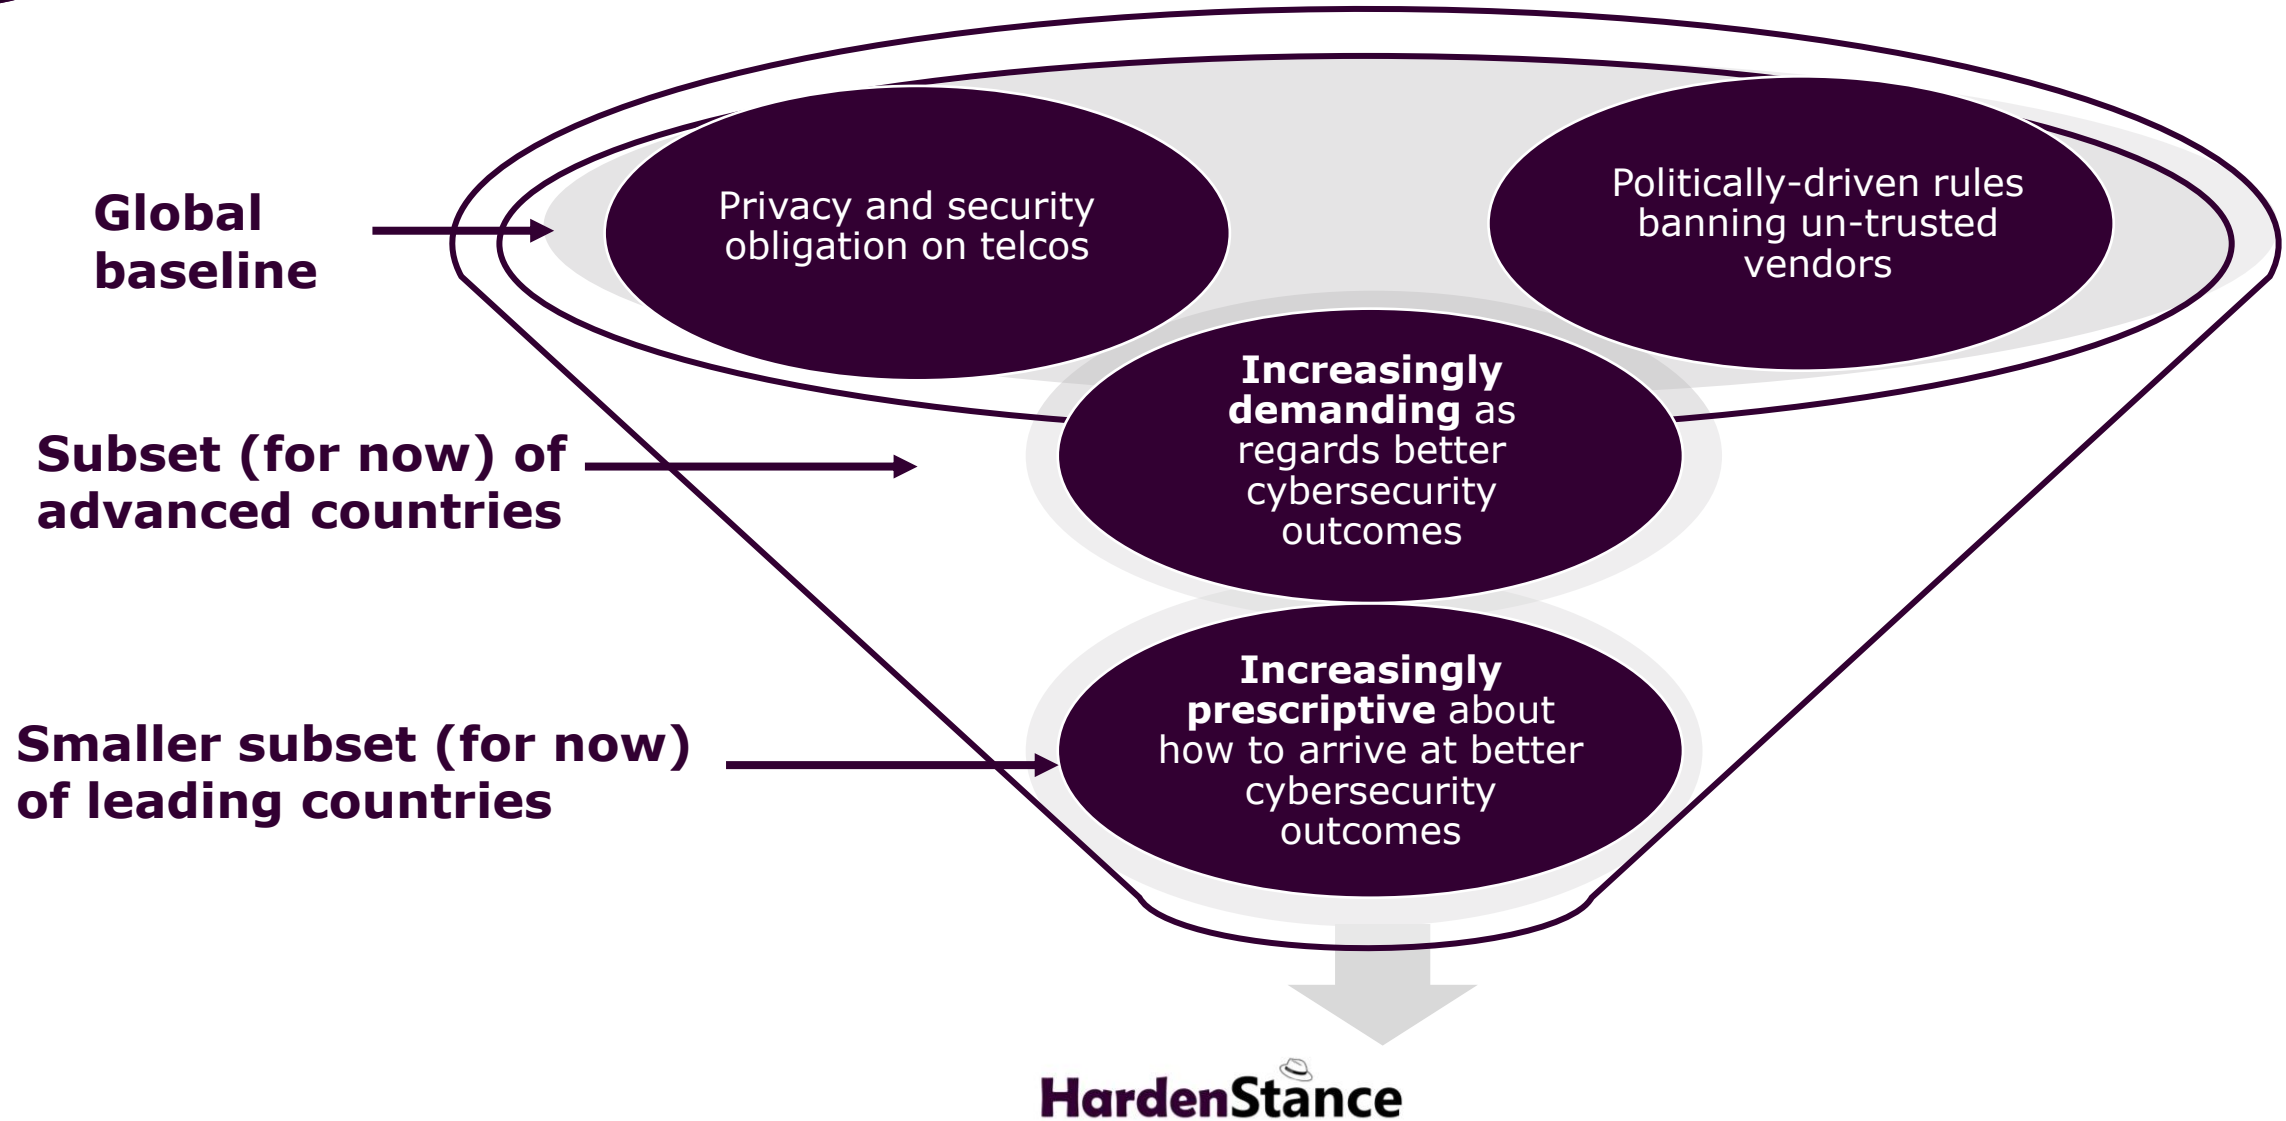 Global
baseline
Privacy and security
obligation on telcos
Politically-driven rules
banning un-trusted
vendors
Subset (for now) of
advanced countries
Increasingly
demanding as
regards better
cybersecurity
outcomes
Smaller subset (for now)
of leading countries
Increasingly
prescriptive about
how to arrive at better
cybersecurity
outcomes
HardenStance